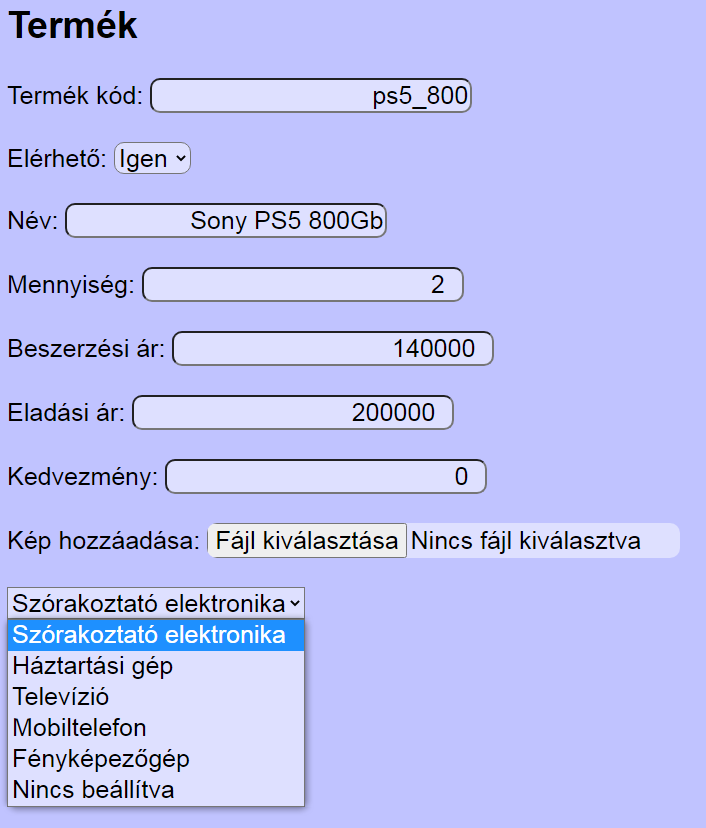 Termék
Termék kód: ps5_800
Elérhető: Igen
Név: Sony PS5 800Gb
Mennyiség: 2
Beszerzési ár: 140000
Eladási ár: 200000
Kedvezmény: 0
Kép hozzáadása: Fájl kiválasztása Nincs fájl kiválasztva
Szórakoztató elektronika
Szórakoztató elektronika
Háztartási gép
Televízió
Mobiltelefon
Fényképezőgép
Nincs beállítva